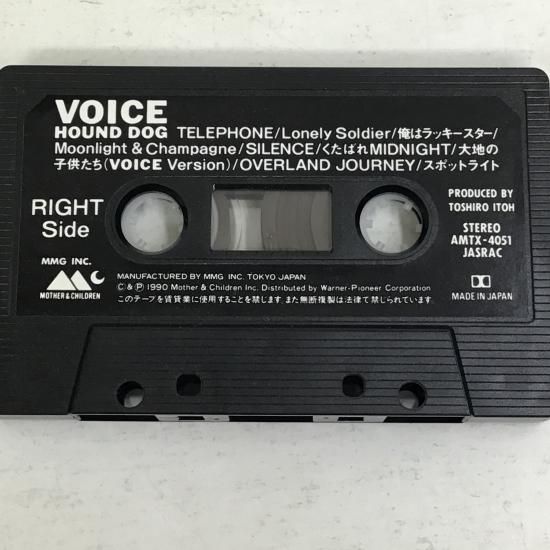 VOICE
HOUND DOG TELEPHONE/Lonely Soldier/俺はラッキースター/
Moonlight & Champagne/SILENCE/くたばれMIDNIGHT/大地の
子供たち(VOICE Version)/OVERLAND JOURNEY/スポットライト
RIGHT
Side
PRODUCED BY
TOSHIRO ITOH
STEREO
AMTX-4051
JASRAC
MMG INC.
MOTHER & CHILDREN
MANUFACTURED BY MMG INC. TOKYO JAPAN
Ⓒ&Ⓟ 1990 Mother & Children Inc. Distributed by Warner-Pioneer Corporation
このテープを賃貸業に使用することを禁じます。また無断複製は法律で禁じられています。
MADE IN JAPAN